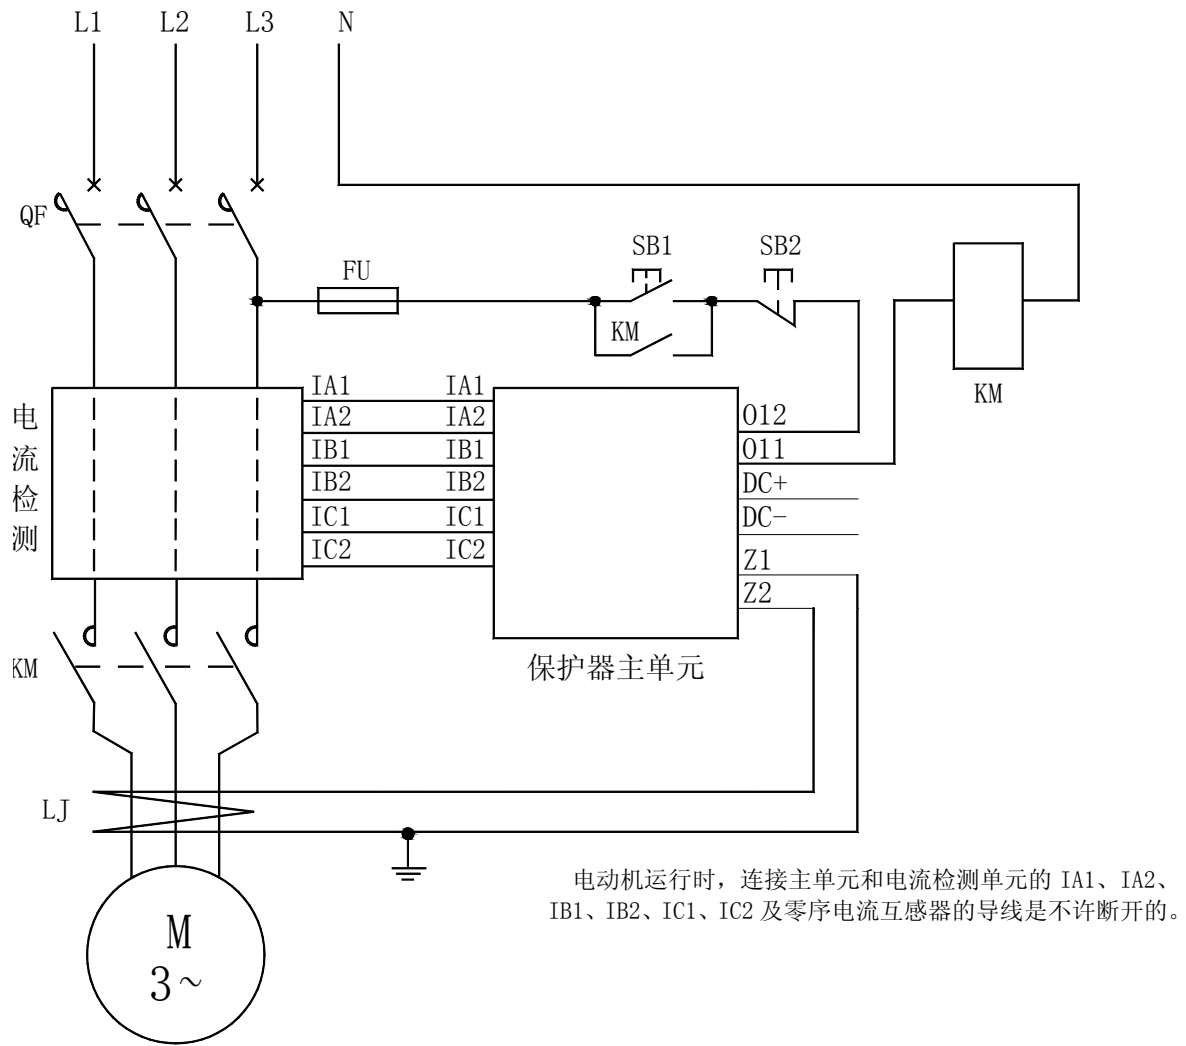 L1 L2 L3 N
QF
FU
SB1 SB2
KM
KM
电流检测
IA1 IA1
IA2 IA2
IB1 IB1
IB2 IB2
IC1 IC1
IC2 IC2
O12
O11
DC+
DC-
Z1
Z2
保护器主单元
KM
LJ
M
3~
电动机运行时，连接主单元和电流检测单元的 IA1、IA2、
IB1、IB2、IC1、IC2 及零序电流互感器的导线是不许断开的。